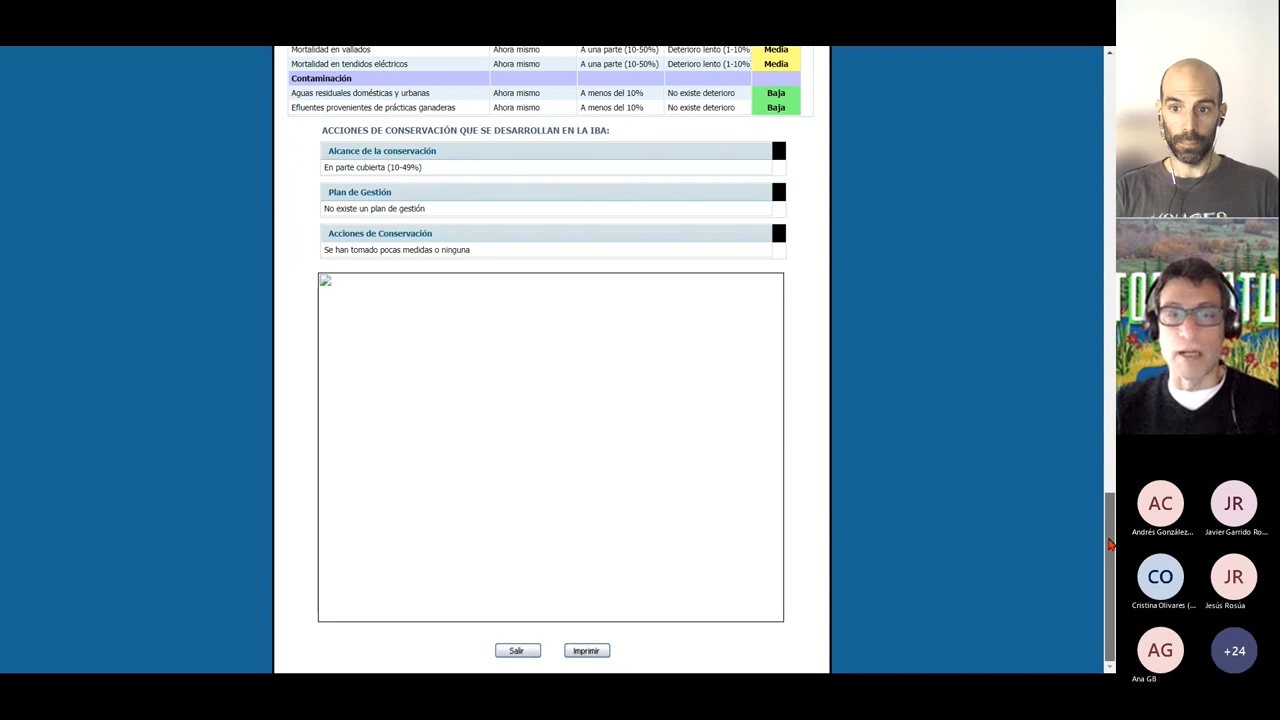 Mortalidad en vallados Ahora mismo A una parte (10-50%) Deterioro lento (1-10% Media
Mortalidad en tendidos eléctricos Ahora mismo A una parte (10-50%) Deterioro lento (1-10% Media
Contaminación
Aguas residuales domésticas y urbanas Ahora mismo A menos del 10% No existe deterioro Baja
Efluentes provenientes de prácticas ganaderas Ahora mismo A menos del 10% No existe deterioro Baja
ACCIONES DE CONSERVACIÓN QUE SE DESARROLLAN EN LA IBA:
Alcance de la conservación
En parte cubierta (10-49%)
Plan de Gestión
No existe un plan de gestión
Acciones de Conservación
Se han tomado pocas medidas o ninguna
Salir Imprimir
AC JR
Andrés González... Javier Garrido Ro...
CO JR
Cristina Olivares (... Jesús Rosúa
AG +24
Ana GB